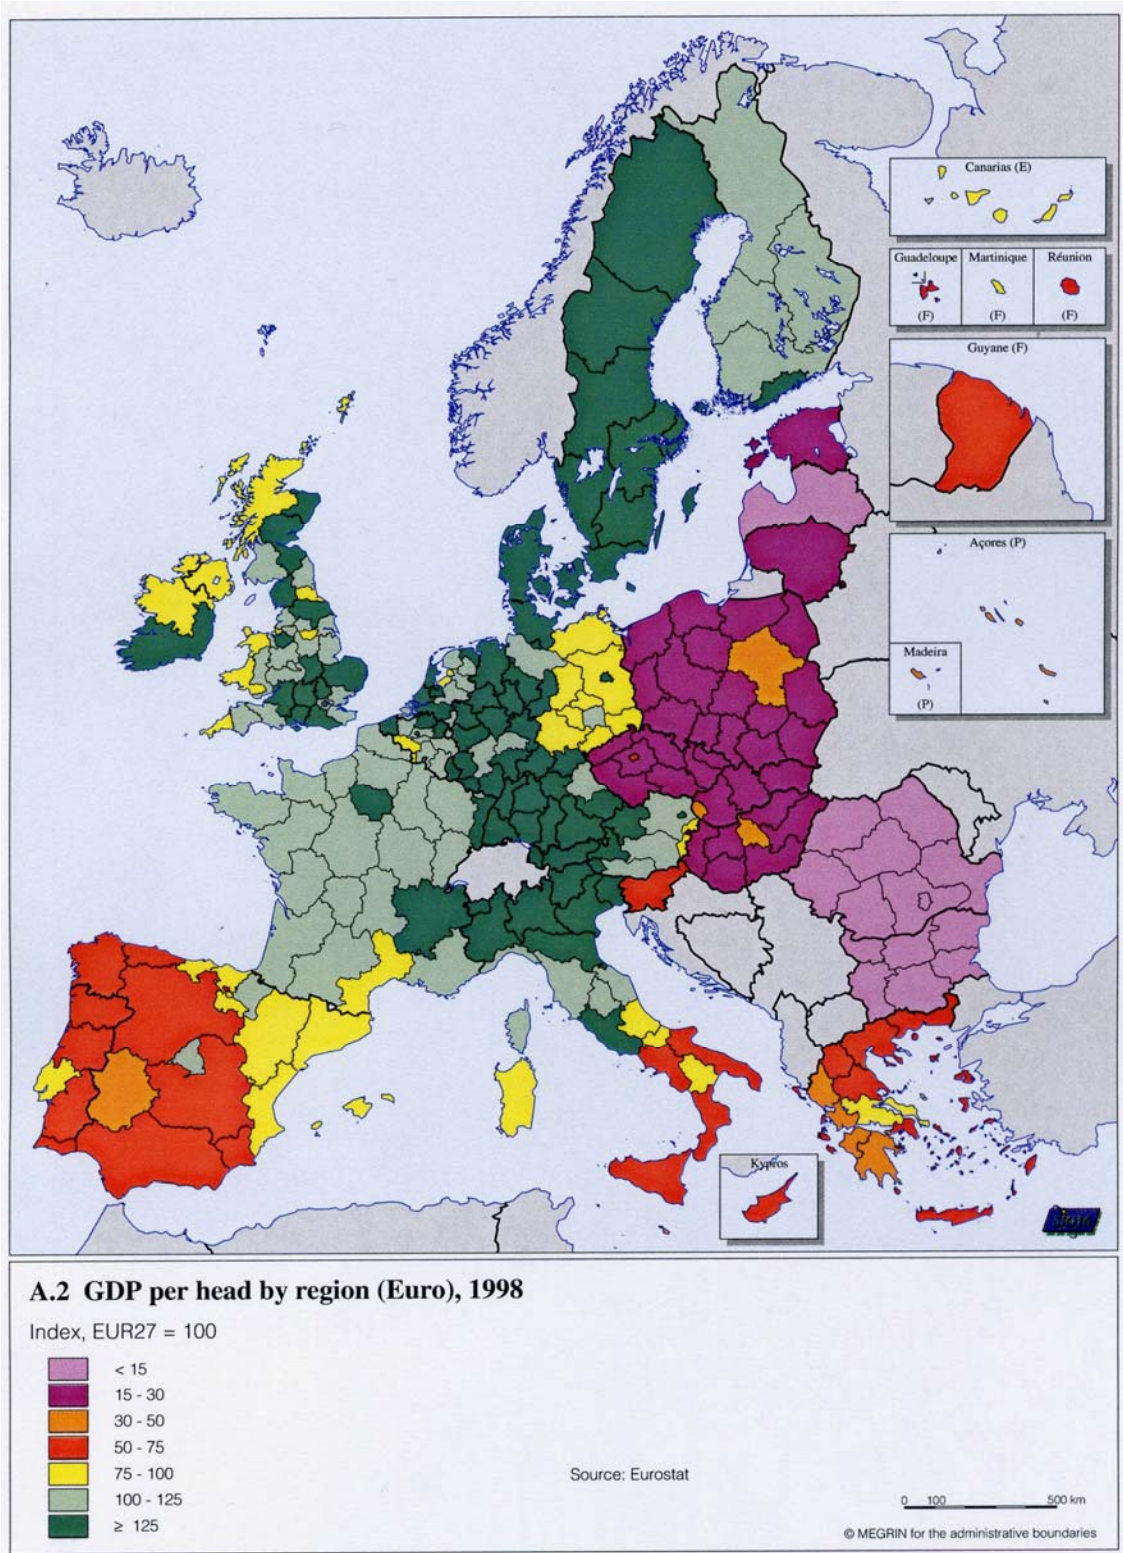 Canarias (E)
Guadeloupe
Martinique
Réunion
(F)
(F)
(F)
Guyane (F)
Açores (P)
Madeira
(P)
Kypros
A.2 GDP per head by region (Euro), 1998
Index, EUR27 = 100
< 15
15 - 30
30 - 50
50 - 75
75 - 100
100 - 125
≥ 125
Source: Eurostat
0 100 500 km
© MEGRIN for the administrative boundaries